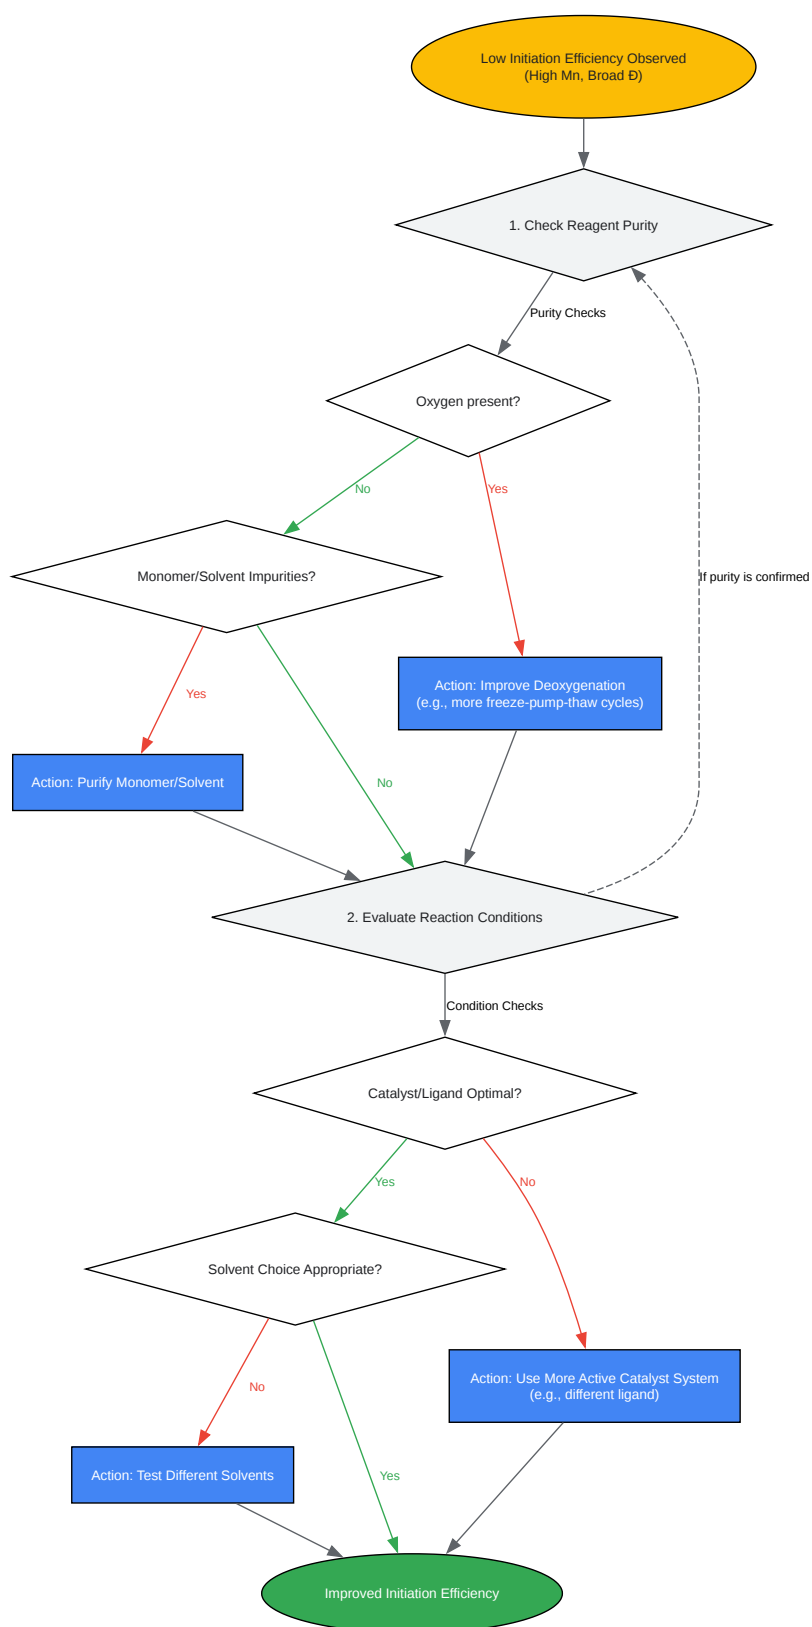 Low Initiation Efficiency Observed
(High Mn, Broad Đ)
1. Check Reagent Purity
Purity Checks
Oxygen present?
No
Yes
Monomer/Solvent Impurities?
If purity is confirmed
Yes
Action: Improve Deoxygenation
(e.g., more freeze-pump-thaw cycles)
Action: Purify Monomer/Solvent
No
2. Evaluate Reaction Conditions
Condition Checks
Catalyst/Ligand Optimal?
Yes
No
Solvent Choice Appropriate?
No
Action: Use More Active Catalyst System
(e.g., different ligand)
Action: Test Different Solvents
Yes
Improved Initiation Efficiency